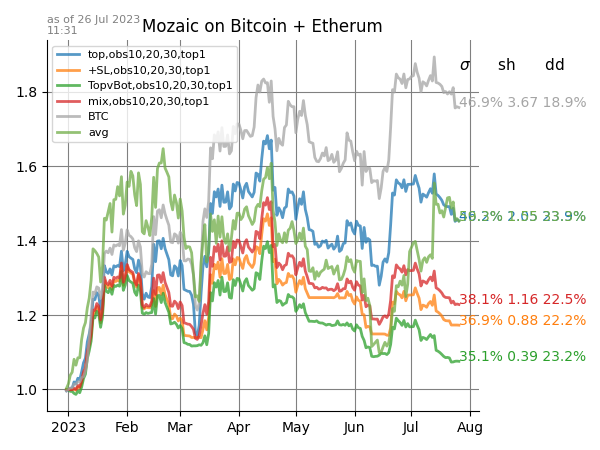 as of 26 Jul 2023
11:31
Mozaic on Bitcoin + Etherum
top,obs10,20,30,top1
+SL,obs10,20,30,top1
TopvBot,obs10,20,30,top1
mix,obs10,20,30,top1
BTC
avg
σ sh dd
46.9% 3.67 18.9%
38.1% 1.16 22.5%
36.9% 0.88 22.2%
35.1% 0.39 23.2%
1.8
1.6
1.4
1.2
1.0
2023 Feb Mar Apr May Jun Jul Aug